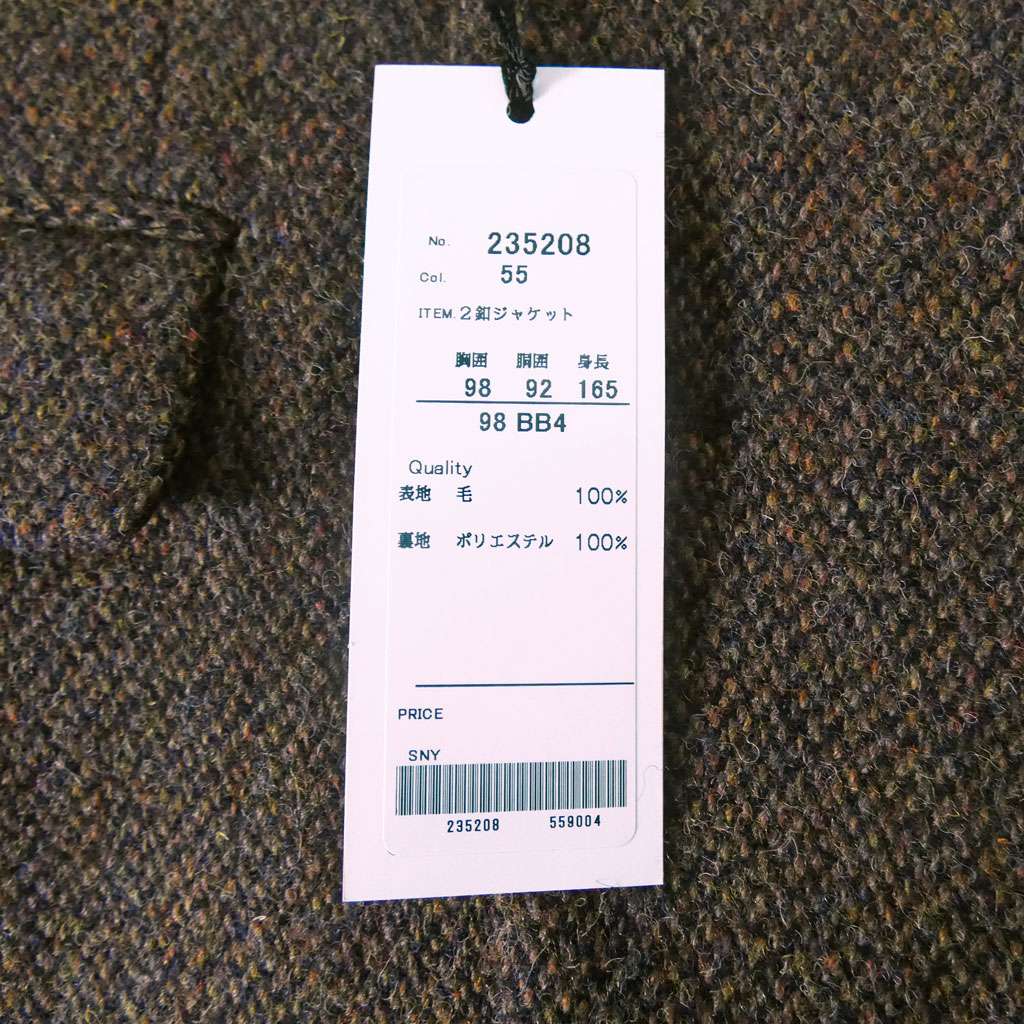 No. 235208
Col. 55
ITEM.2釦ジャケット
胸囲 胴囲 身長
98 92 165
98 BB4
Quality
表地 毛 100%
裏地 ポリエステル 100%
PRICE
SNY
235208 559004